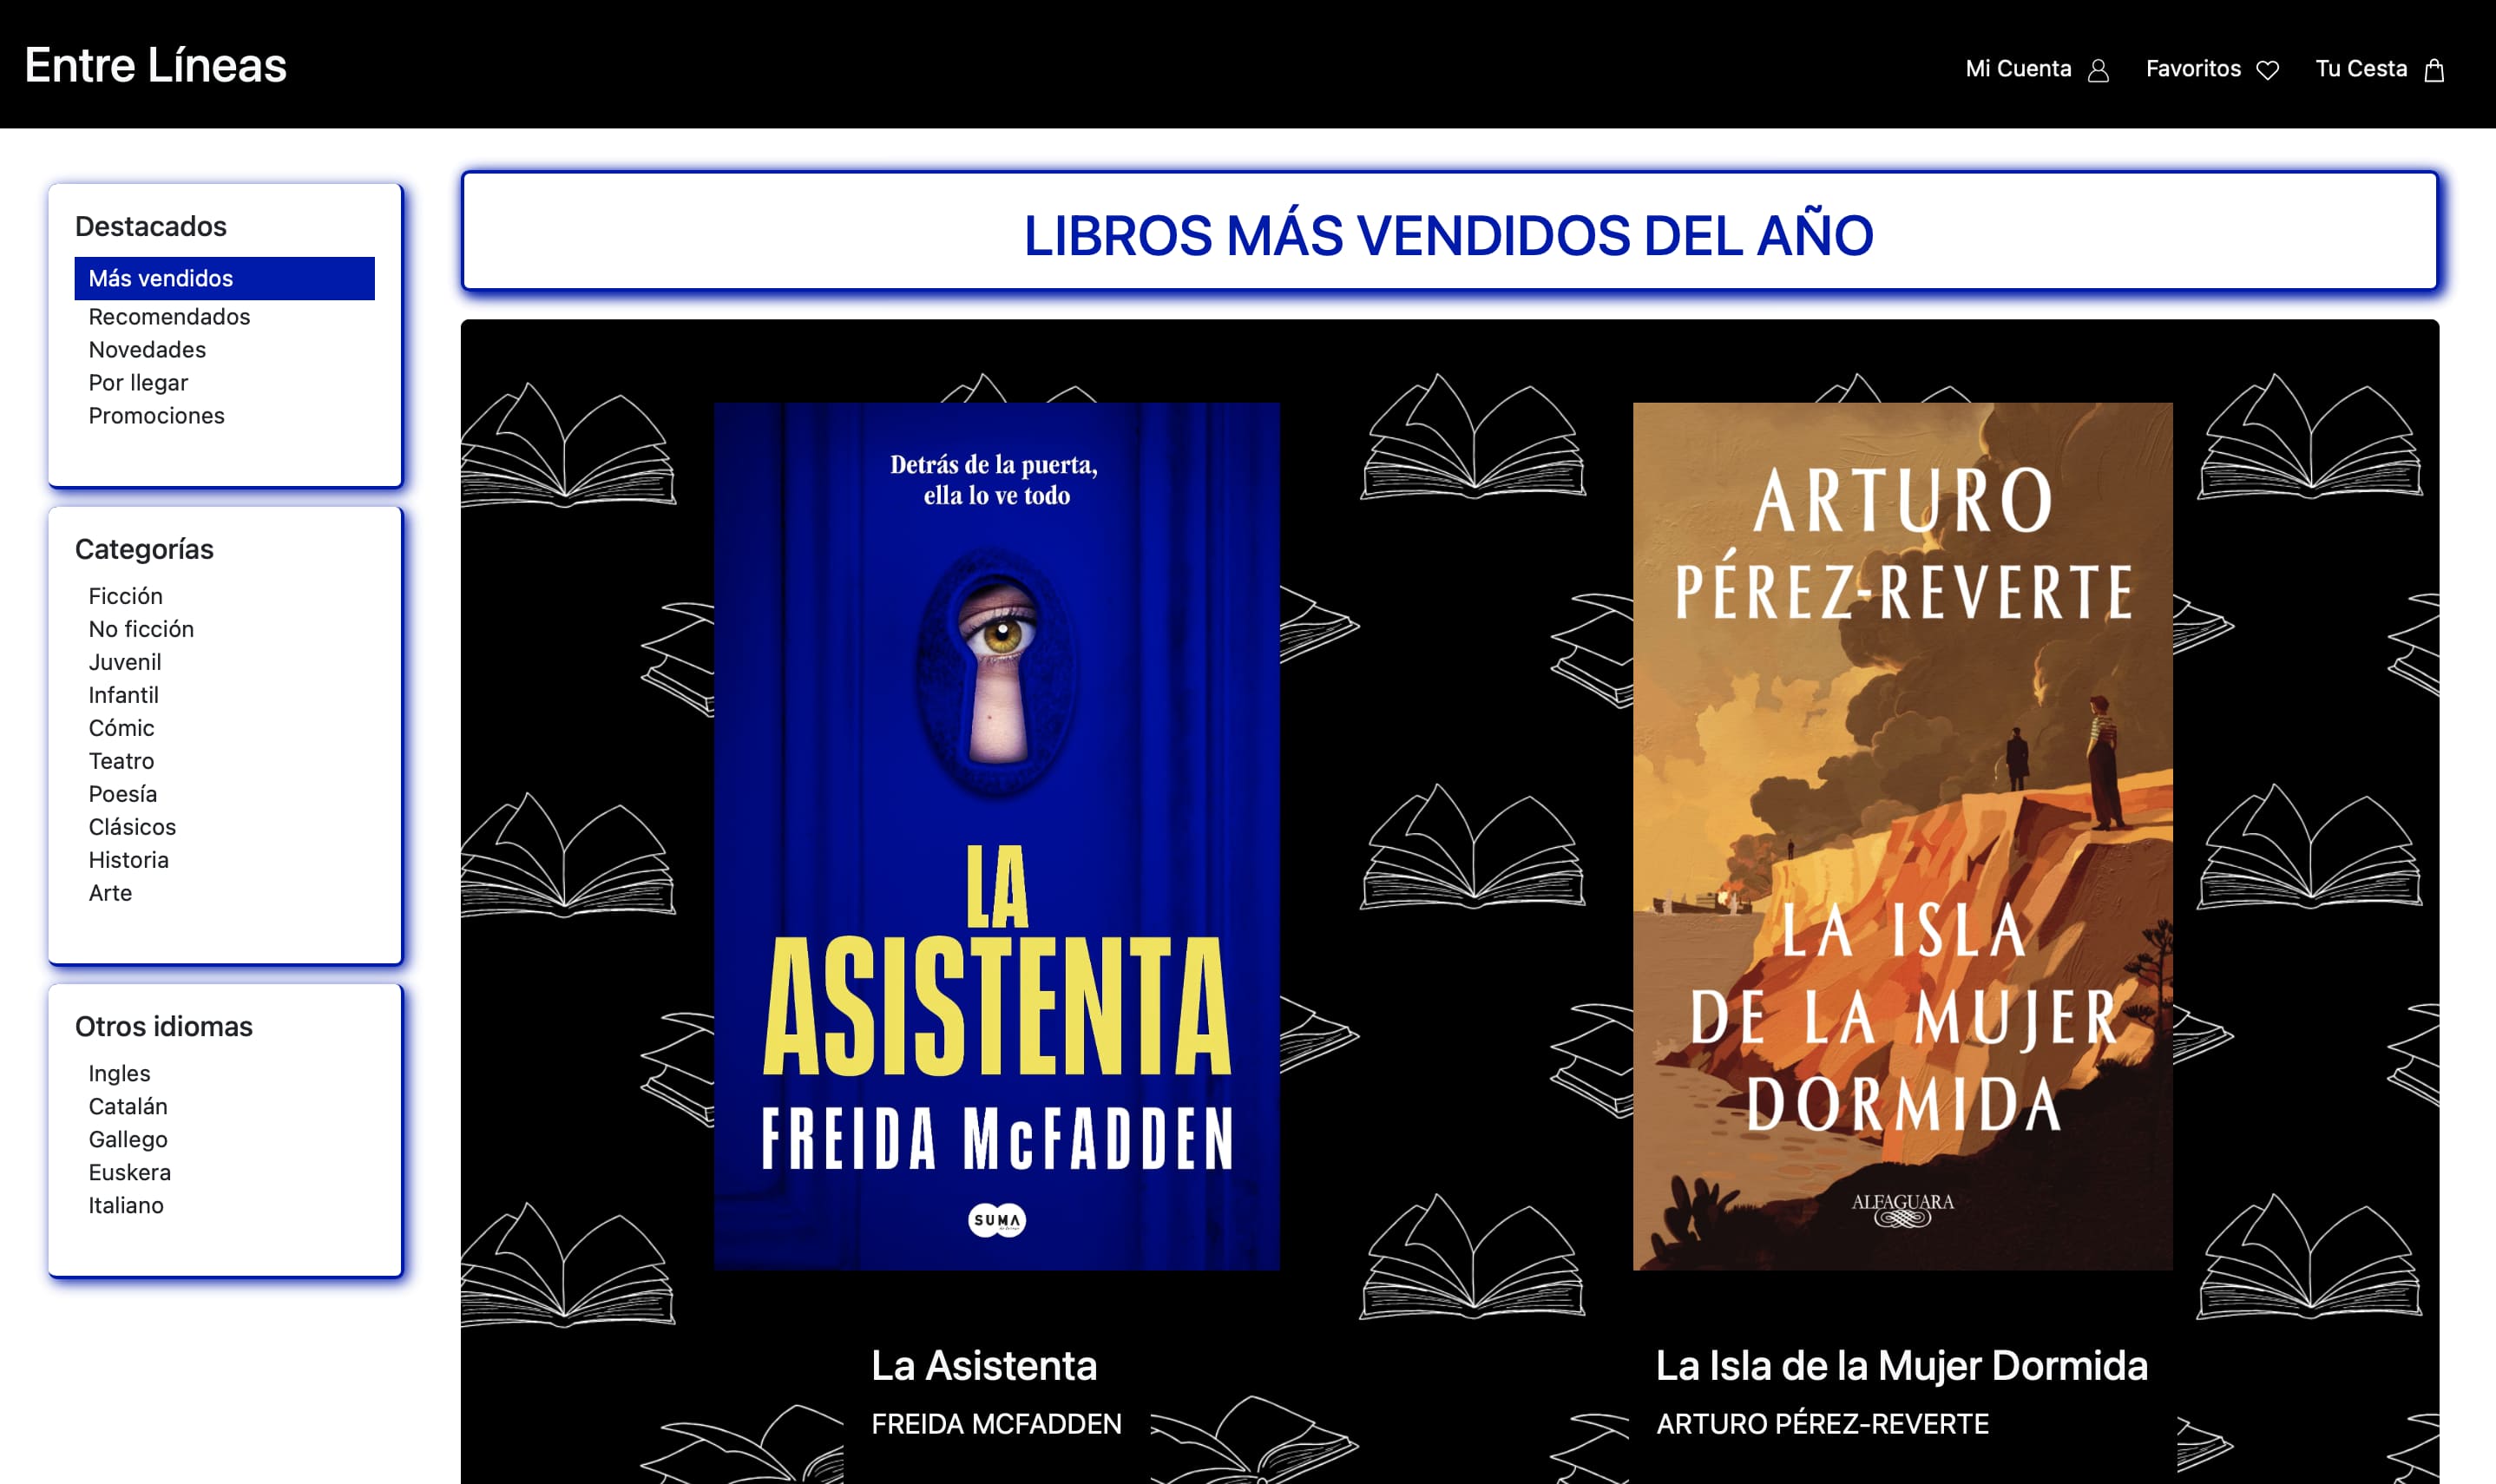 Entre Líneas
Mi Cuenta
Favoritos
Tu Cesta
Destacados
Más vendidos
Recomendados
Novedades
Por llegar
Promociones
Categorías
Ficción
No ficción
Juvenil
Infantil
Cómic
Teatro
Poesía
Clásicos
Historia
Arte
Otros idiomas
Ingles
Catalán
Gallego
Euskera
Italiano
LIBROS MÁS VENDIDOS DEL AÑO
Detrás de la puerta,
ella lo ve todo
LA
ASISTENTA
FREIDA McFADDEN
SUMA
La Asistenta
FREIDA MCFADDEN
ARTURO
PÉREZ-REVERTE
LA ISLA
DE LA MUJER
DORMIDA
ALFAGUARA
La Isla de la Mujer Dormida
ARTURO PÉREZ-REVERTE